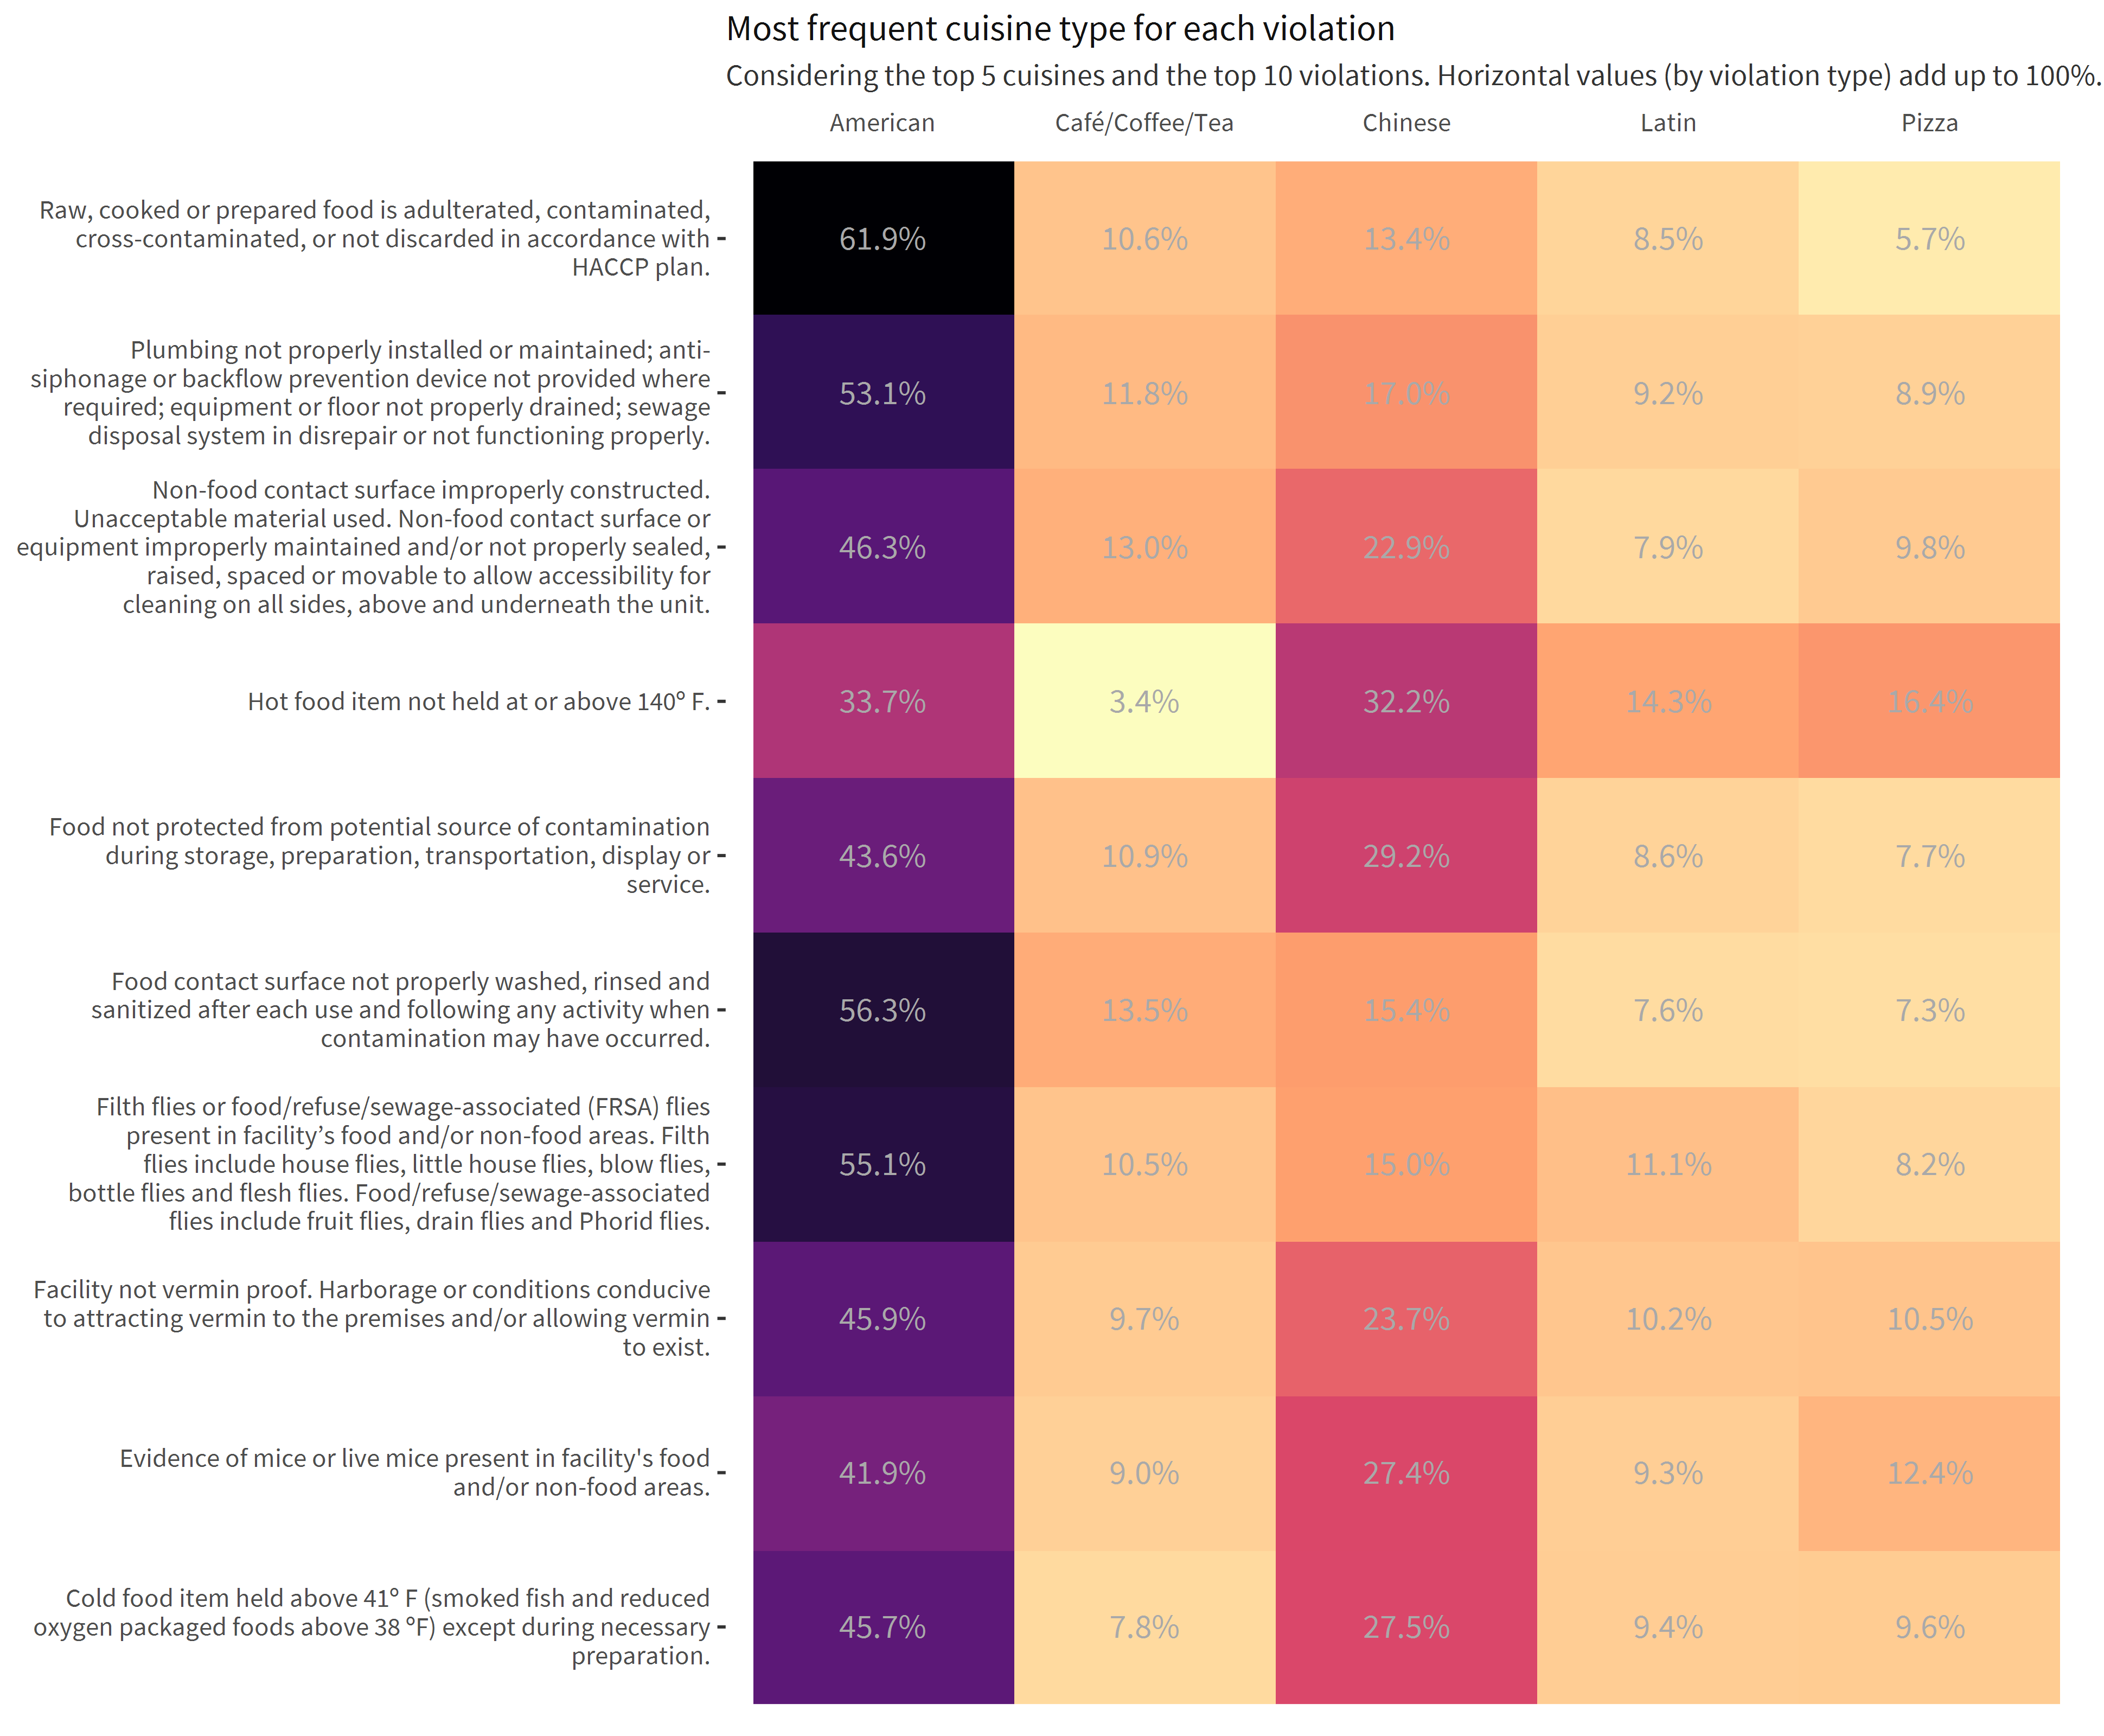 Most frequent cuisine type for each violation
Considering the top 5 cuisines and the top 10 violations. Horizontal values (by violation type) add up to 100%.
American Café/Coffee/Tea Chinese Latin Pizza
Raw, cooked or prepared food is adulterated, contaminated,
cross-contaminated, or not discarded in accordance with
HACCP plan.
61.9% 10.6% 13.4% 8.5% 5.7%
Plumbing not properly installed or maintained; anti-
siphonage or backflow prevention device not provided where
required; equipment or floor not properly drained; sewage
disposal system in disrepair or not functioning properly.
53.1% 11.8% 17.0% 9.2% 8.9%
Non-food contact surface improperly constructed.
Unacceptable material used. Non-food contact surface or
equipment improperly maintained and/or not properly sealed,
raised, spaced or movable to allow accessibility for
cleaning on all sides, above and underneath the unit.
46.3% 13.0% 22.9% 7.9% 9.8%
Hot food item not held at or above 140º F.
33.7% 3.4% 32.2% 14.3% 16.4%
Food not protected from potential source of contamination
during storage, preparation, transportation, display or
service.
43.6% 10.9% 29.2% 8.6% 7.7%
Food contact surface not properly washed, rinsed and
sanitized after each use and following any activity when
contamination may have occurred.
56.3% 13.5% 15.4% 7.6% 7.3%
Filth flies or food/refuse/sewage-associated (FRSA) flies
present in facility’s food and/or non-food areas. Filth
flies include house flies, little house flies, blow flies,
bottle flies and flesh flies. Food/refuse/sewage-associated
flies include fruit flies, drain flies and Phorid flies.
55.1% 10.5% 15.0% 11.1% 8.2%
Facility not vermin proof. Harborage or conditions conducive
to attracting vermin to the premises and/or allowing vermin
to exist.
45.9% 9.7% 23.7% 10.2% 10.5%
Evidence of mice or live mice present in facility's food
and/or non-food areas.
41.9% 9.0% 27.4% 9.3% 12.4%
Cold food item held above 41º F (smoked fish and reduced
oxygen packaged foods above 38 ºF) except during necessary
preparation.
45.7% 7.8% 27.5% 9.4% 9.6%